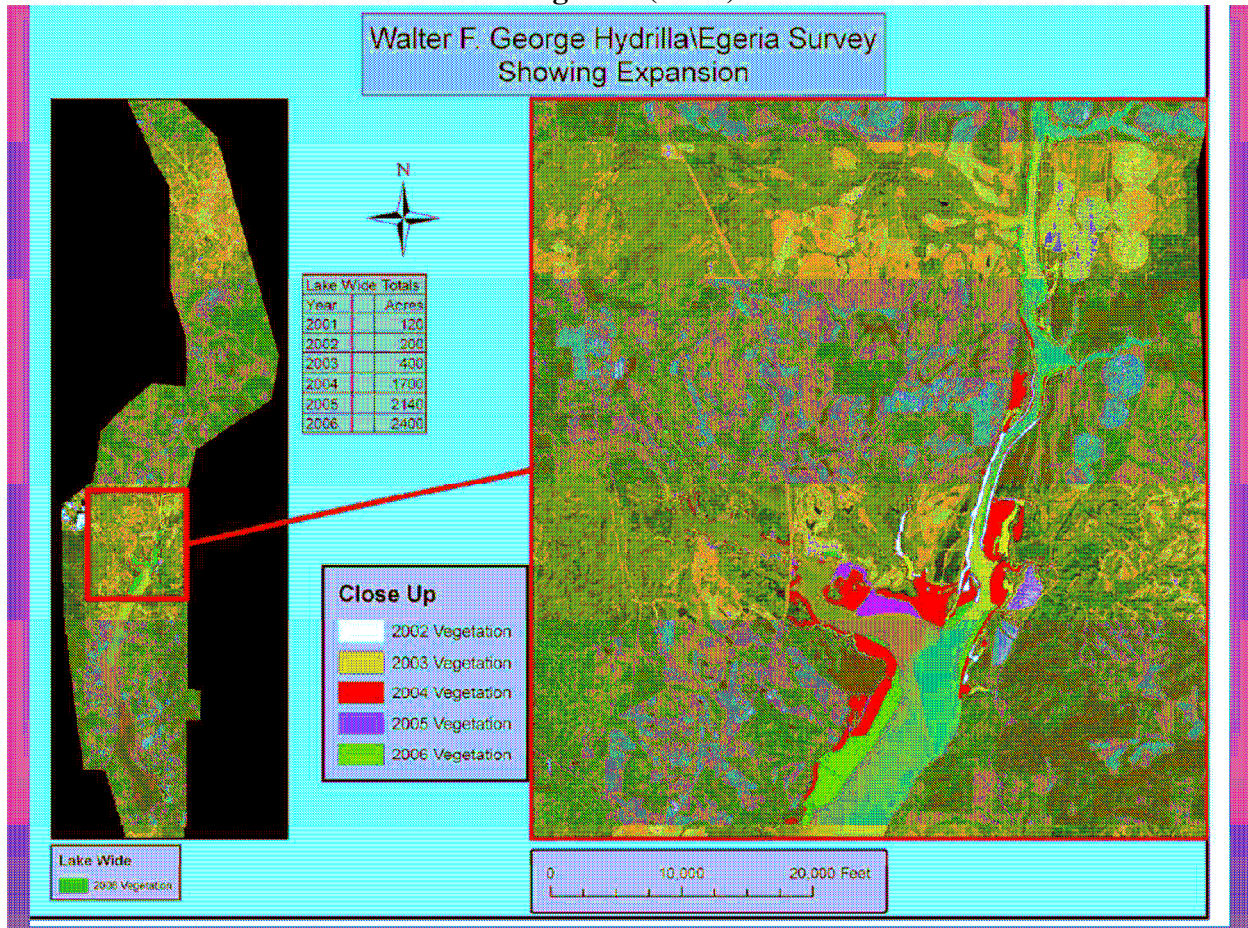 Walter F. George Hydrilla\Egeria Survey
Showing Expansion
N
Lake Wide Totals
Year Acres
2001 120
2002 200
2003 400
2004 1700
2005 2140
2006 2400
Close Up
2002 Vegetation
2003 Vegetation
2004 Vegetation
2005 Vegetation
2006 Vegetation
Lake Wide
Vegetation
0 10,000 20,000 Feet